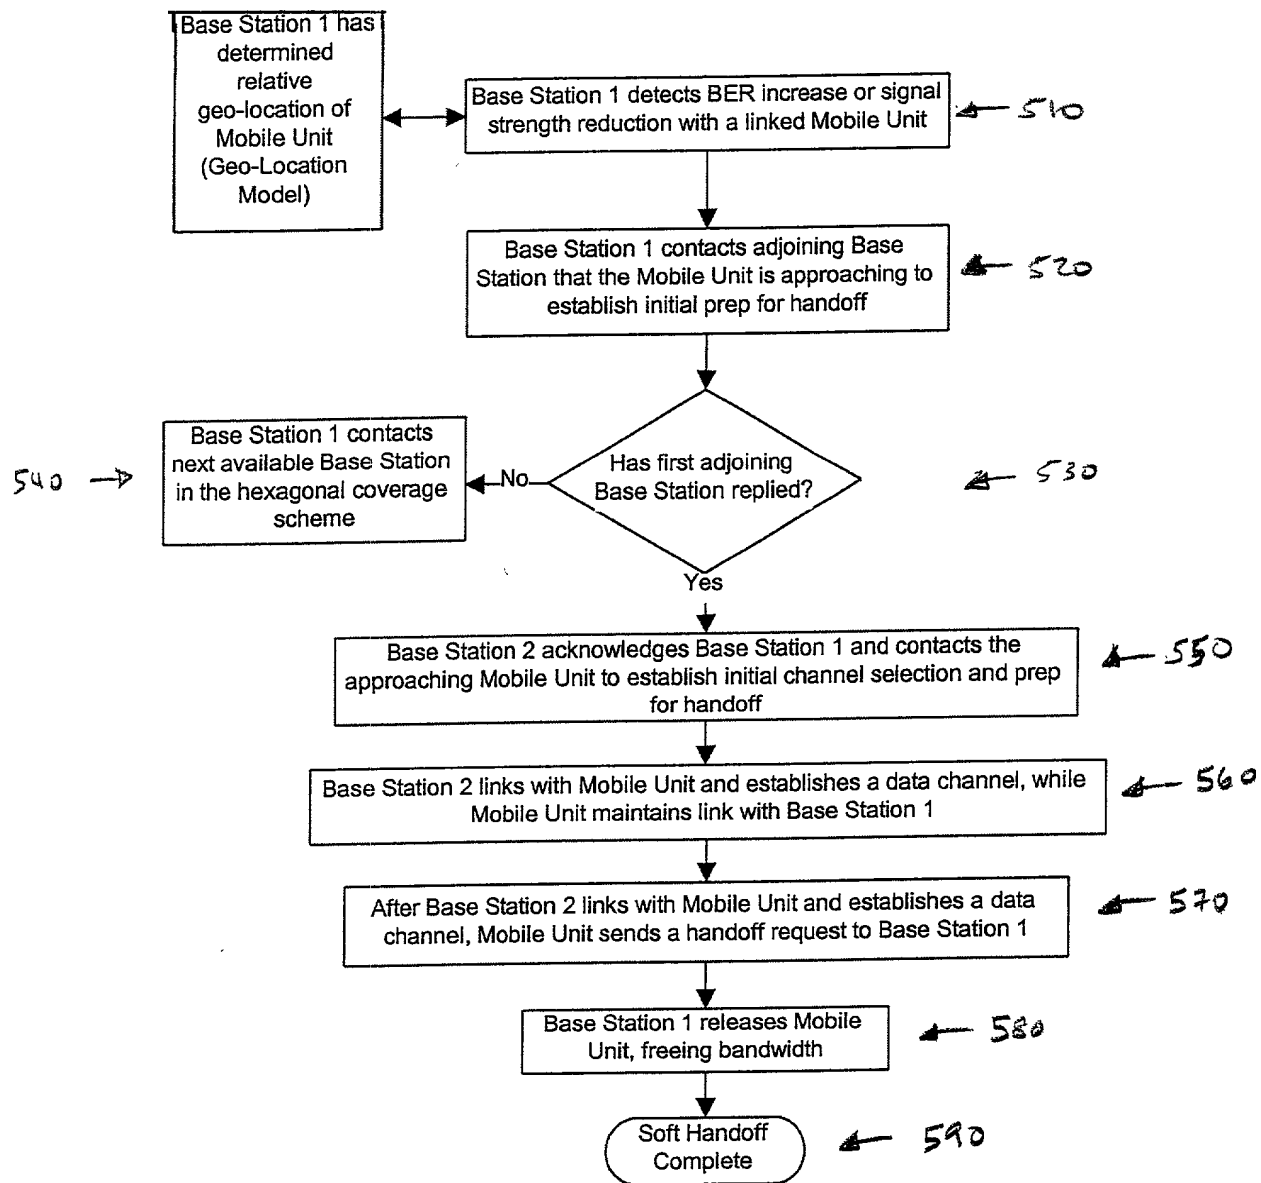 Base Station 1 has
determined
relative
geo-location of
Mobile Unit
(Geo-Location
Model)
Base Station 1 detects BER increase or signal
strength reduction with a linked Mobile Unit
510
Base Station 1 contacts adjoining Base
Station that the Mobile Unit is approaching to
establish initial prep for handoff
520
Has first adjoining
Base Station replied?
530
No
Base Station 1 contacts
next available Base Station
in the hexagonal coverage
scheme
540
Yes
Base Station 2 acknowledges Base Station 1 and contacts the
approaching Mobile Unit to establish initial channel selection and prep
for handoff
550
Base Station 2 links with Mobile Unit and establishes a data channel, while
Mobile Unit maintains link with Base Station 1
560
After Base Station 2 links with Mobile Unit and establishes a data
channel, Mobile Unit sends a handoff request to Base Station 1
570
Base Station 1 releases Mobile
Unit, freeing bandwidth
580
Soft Handoff
Complete
590